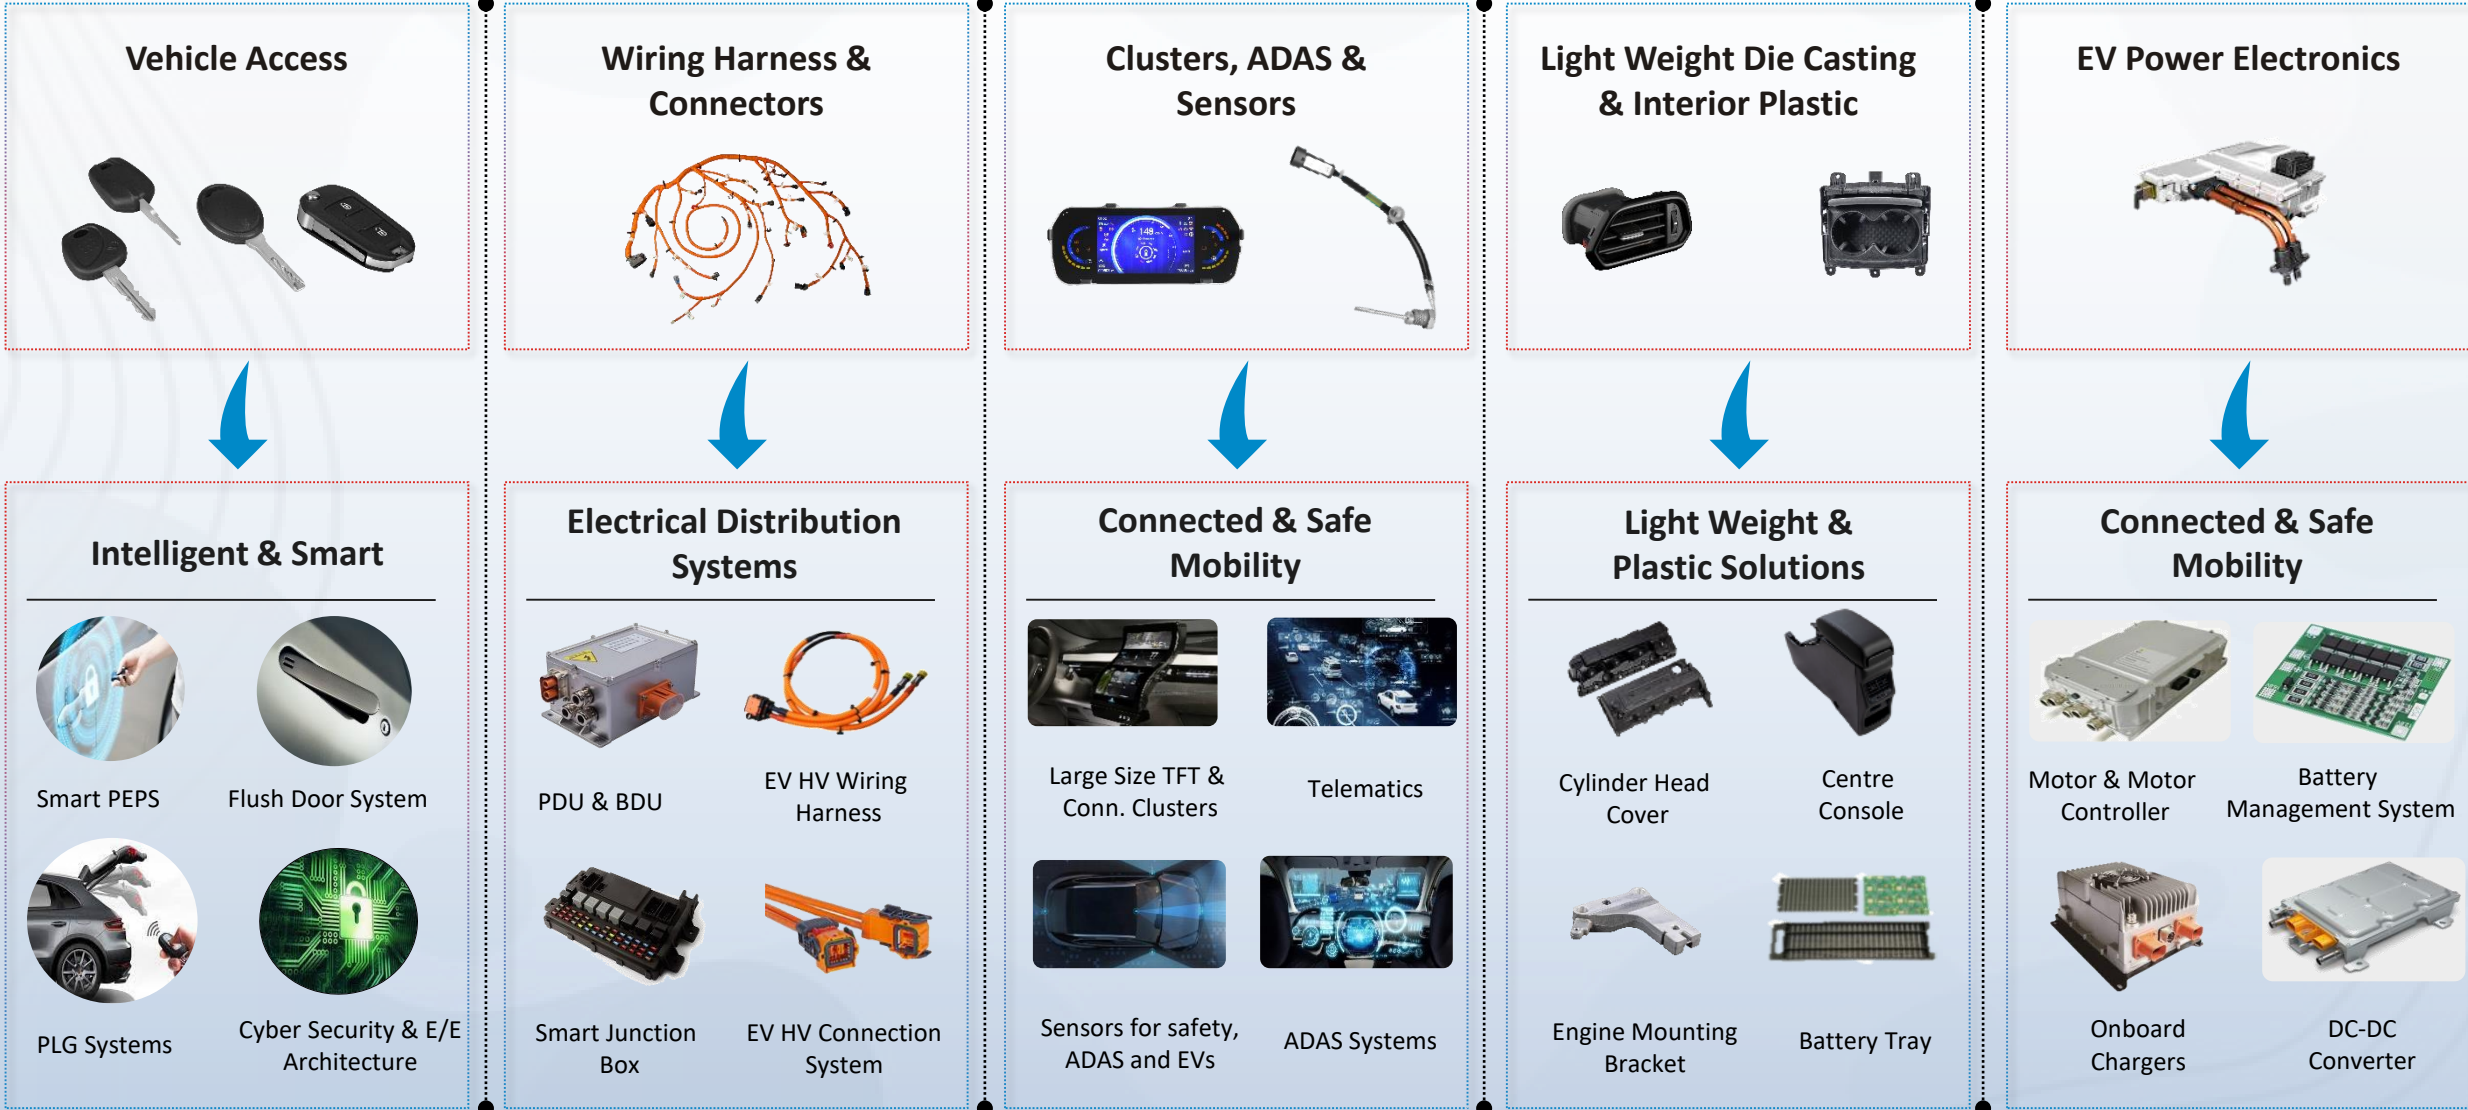 Vehicle Access
Wiring Harness &
Connectors
Clusters, ADAS &
Sensors
Light Weight Die Casting
& Interior Plastic
EV Power Electronics
148
Intelligent & Smart
Smart PEPS
Flush Door System
PLG Systems
Cyber Security & E/E
Architecture
Electrical Distribution
Systems
PDU & BDU
EV HV Wiring
Harness
Smart Junction
Box
EV HV Connection
System
Connected & Safe
Mobility
Large Size TFT &
Conn. Clusters
Telematics
Sensors for safety,
ADAS and EVs
ADAS Systems
Light Weight &
Plastic Solutions
Cylinder Head
Cover
Centre
Console
Engine Mounting
Bracket
Battery Tray
Connected & Safe
Mobility
Motor & Motor
Controller
Battery
Management System
Onboard
Chargers
DC-DC
Converter